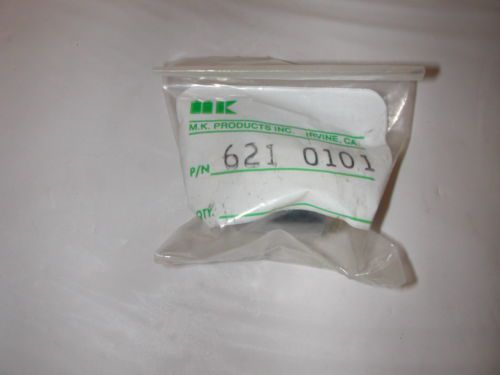 MK
M.K. PRODUCTS INC. IRVINE, CA.
P/N 621 0101
QTY.